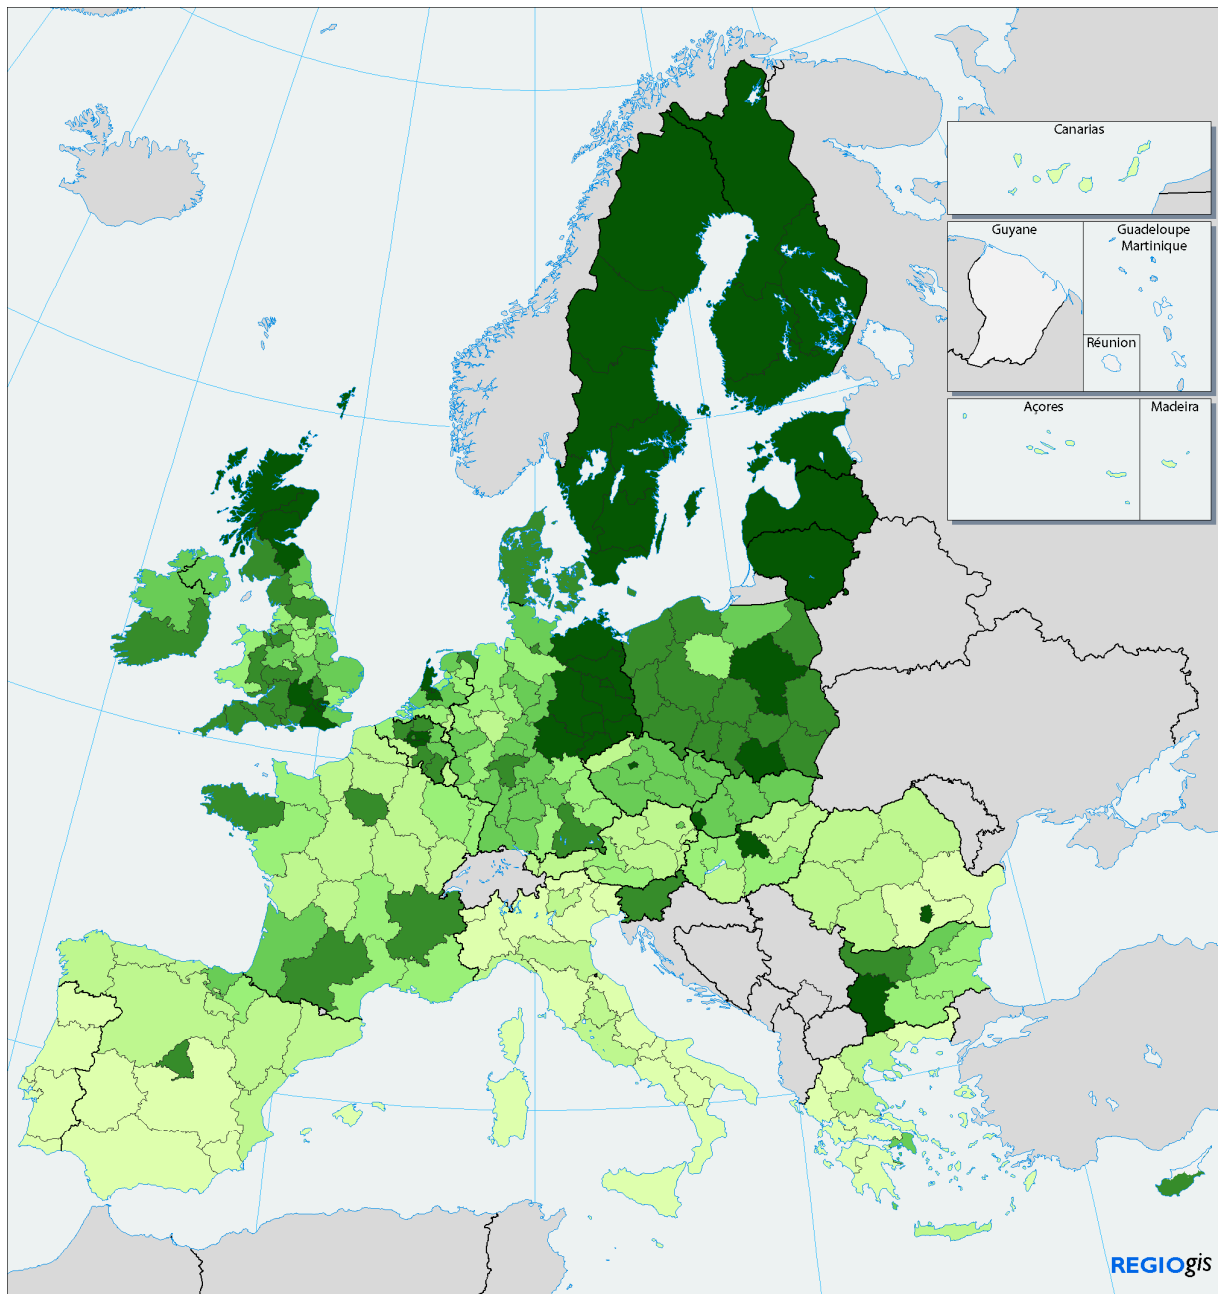 Canarias
Guyane
Guadeloupe
Martinique
Réunion
Açores
Madeira
REGIOgis